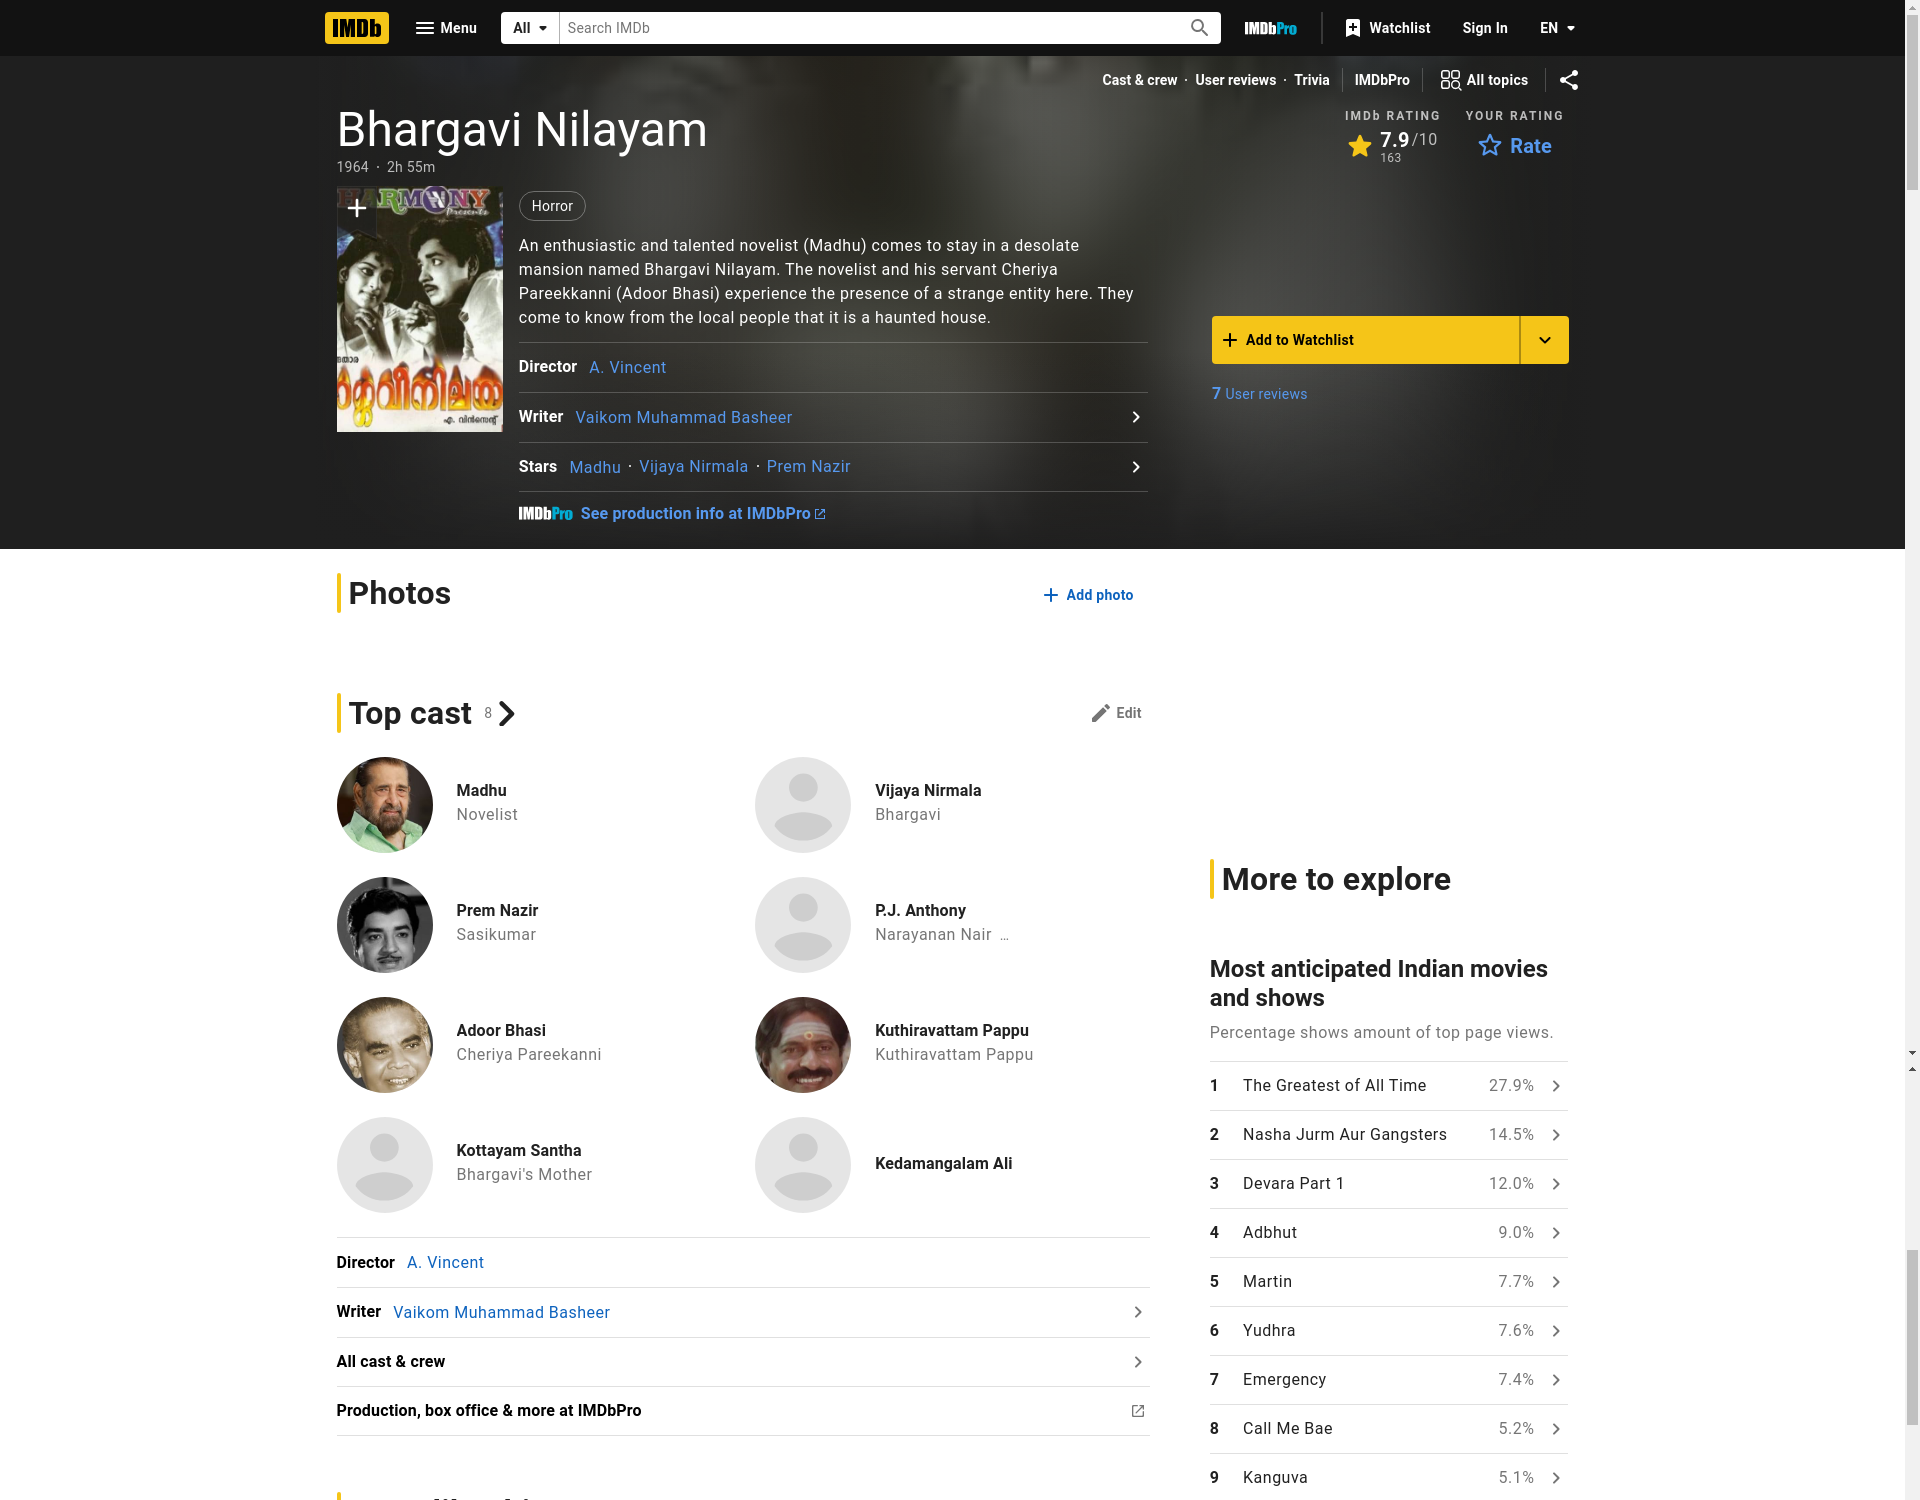 IMDb
Menu
All
Search IMDb
IMDbPro
Watchlist
Sign In
EN
Cast & crew · User reviews · Trivia
IMDbPro
All topics
Bhargavi Nilayam
1964 · 2h 55m
IMDb RATING
7.9/10
163
YOUR RATING
Rate
HARMONY
Presents
എ. വിൻസെന്റ്
Horror
An enthusiastic and talented novelist (Madhu) comes to stay in a desolate
mansion named Bhargavi Nilayam. The novelist and his servant Cheriya
Pareekkanni (Adoor Bhasi) experience the presence of a strange entity here. They
come to know from the local people that it is a haunted house.
Director A. Vincent
Writer Vaikom Muhammad Basheer
Stars Madhu · Vijaya Nirmala · Prem Nazir
IMDbPro See production info at IMDbPro
Add to Watchlist
7 User reviews
Photos
Add photo
Top cast 8
Edit
Madhu
Novelist
Vijaya Nirmala
Bhargavi
Prem Nazir
Sasikumar
P.J. Anthony
Narayanan Nair ...
Adoor Bhasi
Cheriya Pareekanni
Kuthiravattam Pappu
Kuthiravattam Pappu
Kottayam Santha
Bhargavi's Mother
Kedamangalam Ali
Director A. Vincent
Writer Vaikom Muhammad Basheer
All cast & crew
Production, box office & more at IMDbPro
More to explore
Most anticipated Indian movies
and shows
Percentage shows amount of top page views.
1 The Greatest of All Time 27.9%
2 Nasha Jurm Aur Gangsters 14.5%
3 Devara Part 1 12.0%
4 Adbhut 9.0%
5 Martin 7.7%
6 Yudhra 7.6%
7 Emergency 7.4%
8 Call Me Bae 5.2%
9 Kanguva 5.1%